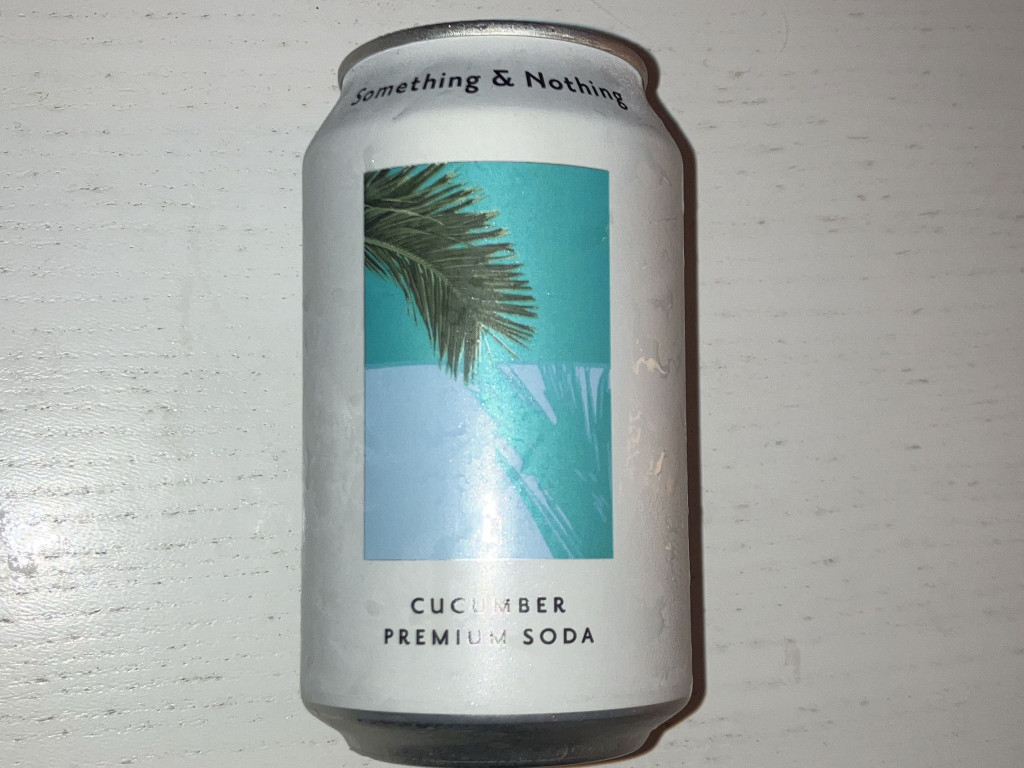 Something & Nothing
CUCUMBER
PREMIUM SODA